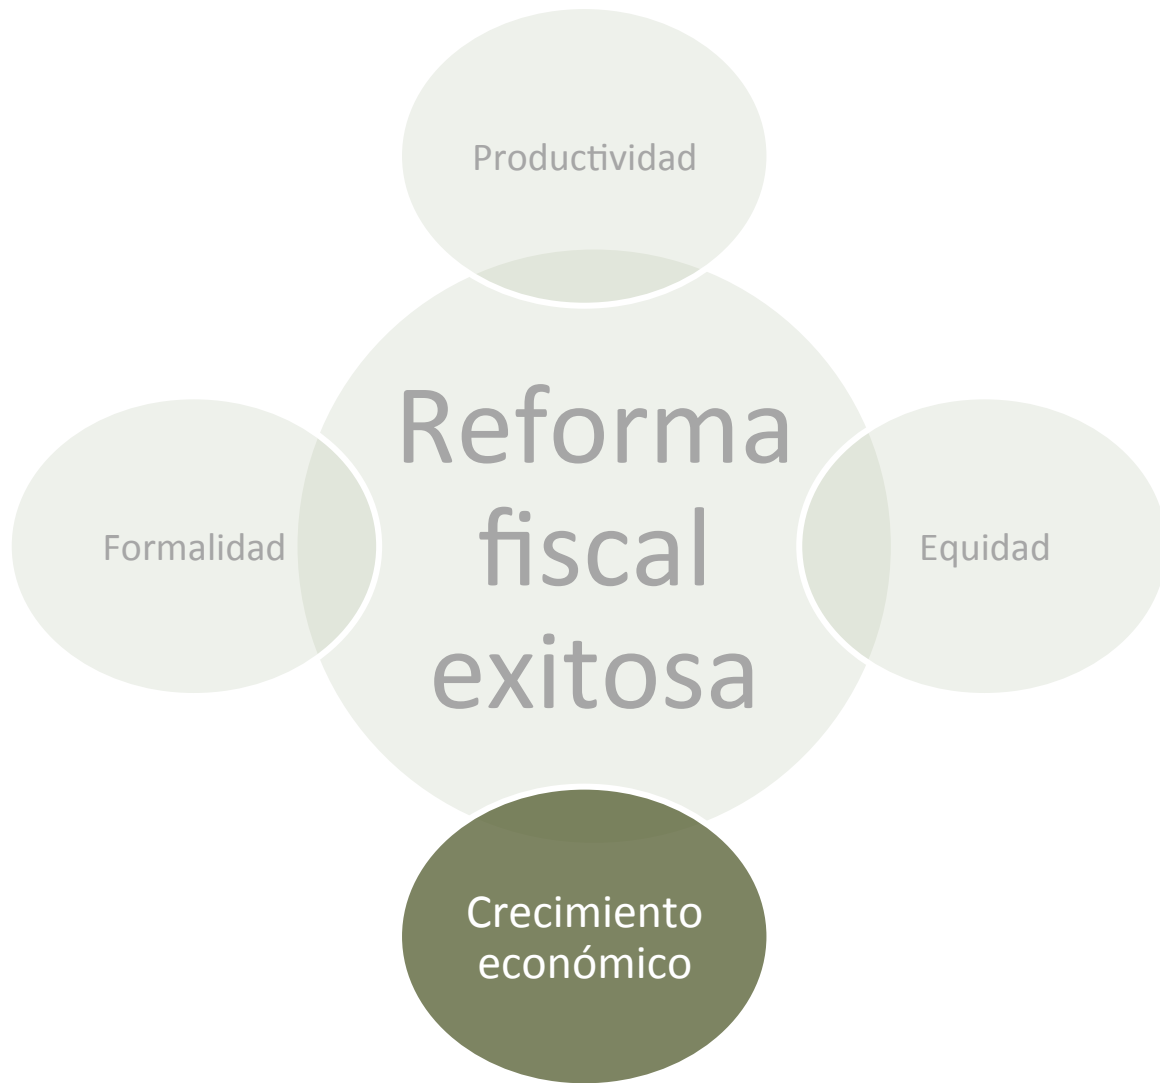 Productividad
Reforma
fiscal
exitosa
Formalidad
Equidad
Crecimiento
económico